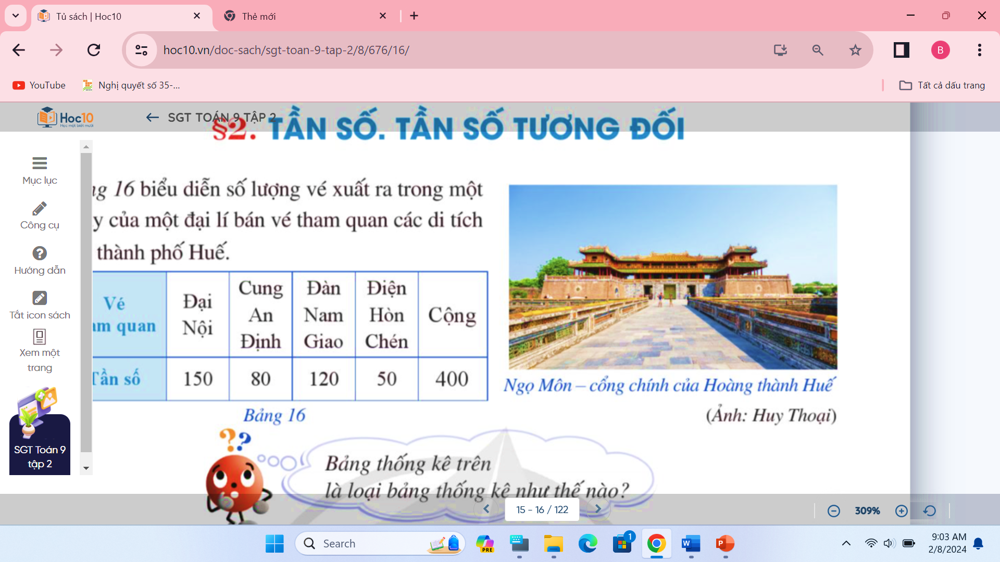 Tủ sách | Hoc10
Thẻ mới
hoc10.vn/doc-sach/sgt-toan-9-tap-2/8/676/16/
B
YouTube
Nghị quyết số 35-...
Tất cả dấu trang
Hoc10
Học một biết mười
SGT TOÁN 9 TẬP 2
§2. TẦN SỐ. TẦN SỐ TƯƠNG ĐỐI
Mục lục
Công cụ
Hướng dẫn
Tắt icon sách
Xem một
trang
SGT Toán 9
tập 2
16 biểu diễn số lượng vé xuất ra trong một
của một đại lí bán vé tham quan các di tích
thành phố Huế.
Vé
quan
Đại
Nội
Cung
An
Định
Đàn
Nam
Giao
Điện
Hòn
Chén
Cộng
Tần số
150
80
120
50
400
Bảng 16
Ngọ Môn – cổng chính của Hoàng thành Huế
(Ảnh: Huy Thoại)
??
Bảng thống kê trên
là loại bảng thống kê như thế nào?
15 - 16 / 122
309%
Search
PRE
1
W
P
9:03 AM
2/8/2024